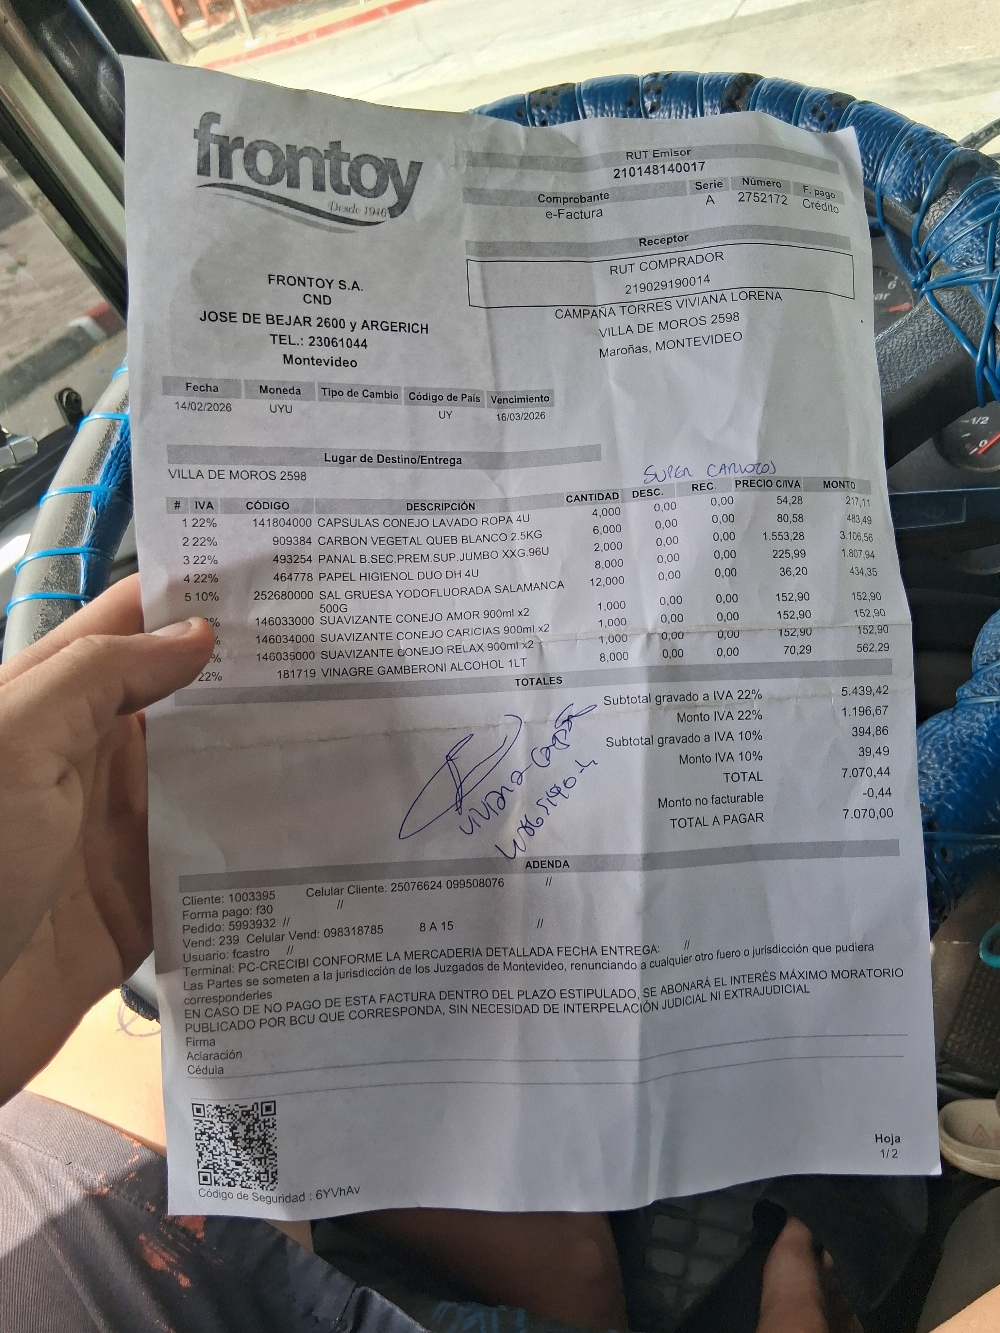 frontoy
Desde 1946
RUT Emisor
210148140017
Comprobante Serie Número F. pago
e-Factura A 2752172 Crédito
Receptor
RUT COMPRADOR
219029190014
CAMPAÑA TORRES VIVIANA LORENA
VILLA DE MOROS 2598
Maroñas, MONTEVIDEO
FRONTOY S.A.
CND
JOSE DE BEJAR 2600 y ARGERICH
TEL.: 23061044
Montevideo
Fecha Moneda Tipo de Cambio Código de País Vencimiento
14/02/2026 UYU UY 16/03/2026
Lugar de Destino/Entrega
VILLA DE MOROS 2598
SUPER
# IVA CÓDIGO DESCRIPCIÓN CANTIDAD DESC. REC. PRECIO C/IVA MONTO
1 22% 141804000 CAPSULAS CONEJO LAVADO ROPA 4U 4,000 0,00 0,00 54,28 217,11
2 22% 909384 CARBON VEGETAL QUEB BLANCO 2.5KG 6,000 0,00 0,00 80,58 483,49
3 22% 493254 PANAL B.SEC.PREM.SUP.JUMBO XXG.96U 2,000 0,00 0,00 1.553,28 3.106,56
4 22% 464778 PAPEL HIGIENOL DUO DH 4U 8,000 0,00 0,00 225,99 1.807,94
5 10% 252680000 SAL GRUESA YODOFLUORADA SALAMANCA 12,000 0,00 0,00 36,20 434,35
500G
% 146033000 SUAVIZANTE CONEJO AMOR 900ml x2 1,000 0,00 0,00 152,90 152,90
146034000 SUAVIZANTE CONEJO CARICIAS 900ml x2 1,000 0,00 0,00 152,90 152,90
% 146035000 SUAVIZANTE CONEJO RELAX 900ml x2 1,000 0,00 0,00 152,90 152,90
22% 181719 VINAGRE GAMBERONI ALCOHOL 1LT 8,000 0,00 0,00 70,29 562,29
TOTALES
Subtotal gravado a IVA 22% 5.439,42
Monto IVA 22% 1.196,67
Subtotal gravado a IVA 10% 394,86
Monto IVA 10% 39,49
TOTAL 7.070,44
Monto no facturable -0,44
TOTAL A PAGAR 7.070,00
Viviana
ADENDA
Cliente: 1003395 Celular Cliente: 25076624 099508076 //
Forma pago: f30 //
Pedido: 5993932 //
Vend: 239 Celular Vend: 098318785 8 A 15 //
Usuario: fcastro //
Terminal: PC-CRECIBI CONFORME LA MERCADERIA DETALLADA FECHA ENTREGA: //
Las Partes se someten a la jurisdicción de los Juzgados de Montevideo, renunciando a cualquier otro fuero o jurisdicción que pudiera
corresponderles
EN CASO DE NO PAGO DE ESTA FACTURA DENTRO DEL PLAZO ESTIPULADO, SE ABONARÁ EL INTERÉS MÁXIMO MORATORIO
PUBLICADO POR BCU QUE CORRESPONDA, SIN NECESIDAD DE INTERPELACIÓN JUDICIAL NI EXTRAJUDICIAL
Firma
Aclaración
Cédula
Código de Seguridad : 6YVhAv
Hoja
1/ 2
6
bar
-1/2
0